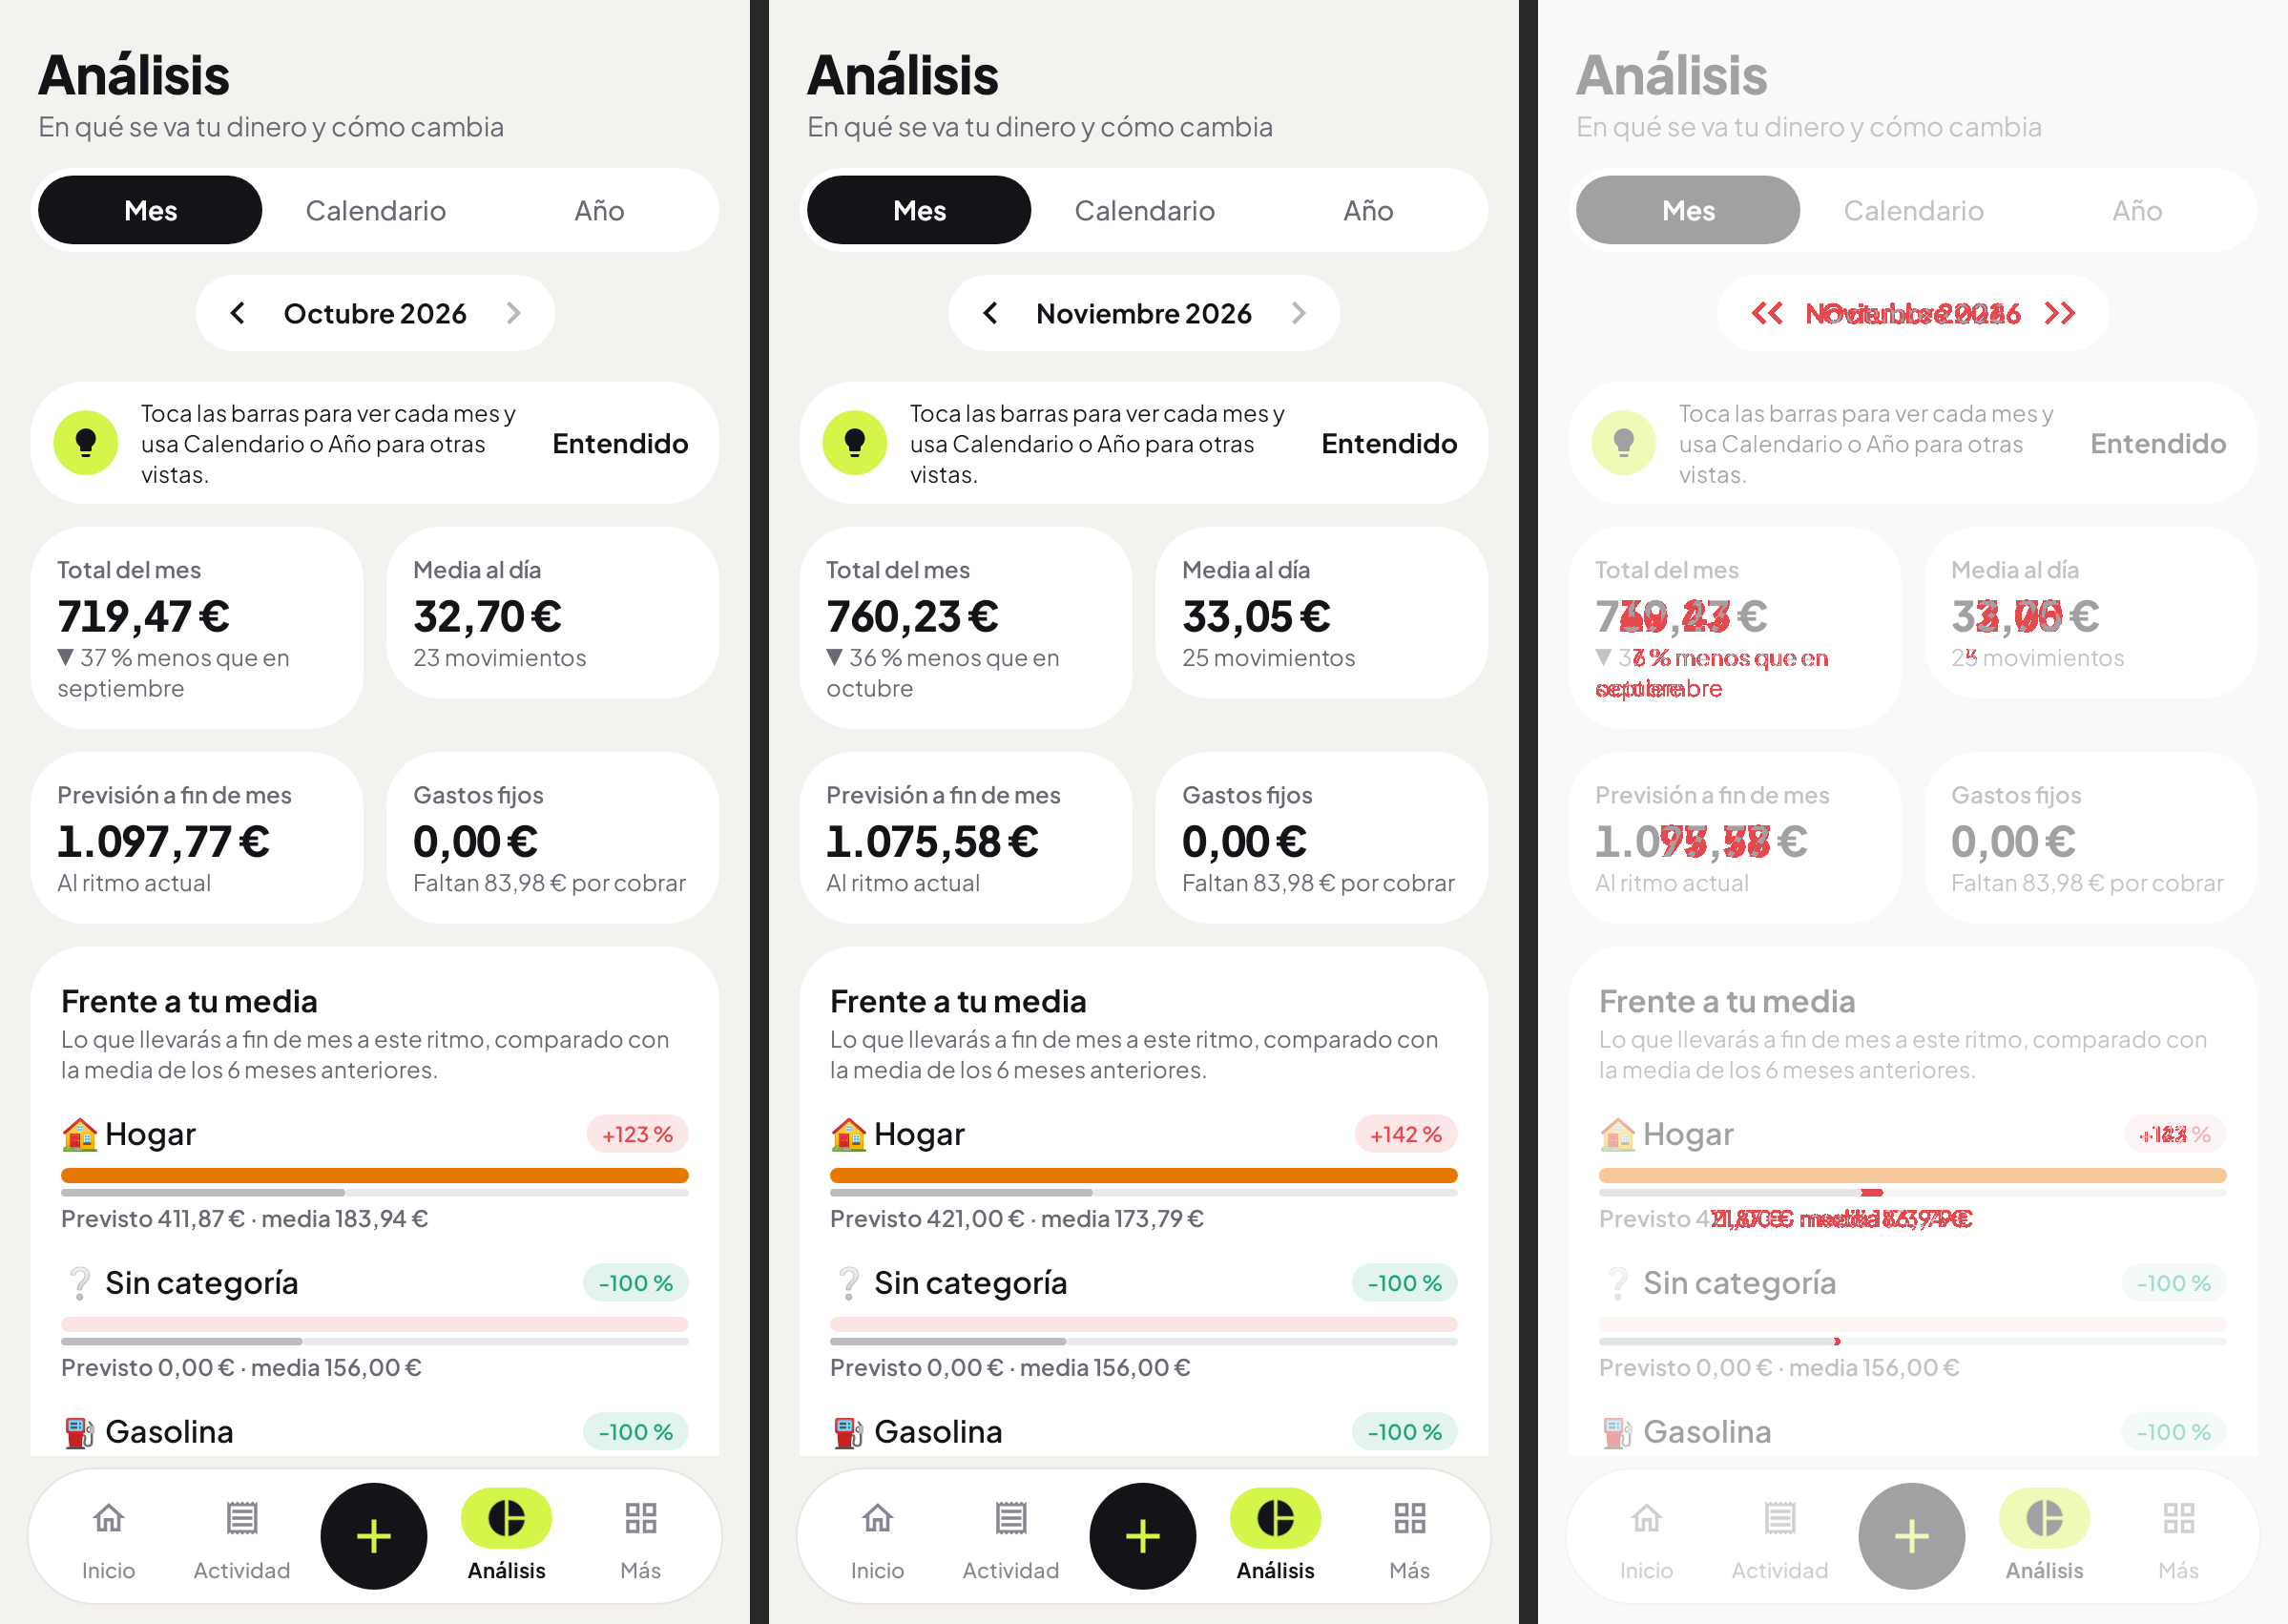 Análisis
En qué se va tu dinero y cómo cambia
Mes
Calendario
Año
Octubre 2026
Toca las barras para ver cada mes y
usa Calendario o Año para otras
vistas.
Entendido
Total del mes
719,47 €
▼ 37 % menos que en
septiembre
Media al día
32,70 €
23 movimientos
Previsión a fin de mes
1.097,77 €
Al ritmo actual
Gastos fijos
0,00 €
Faltan 83,98 € por cobrar
Frente a tu media
Lo que llevarás a fin de mes a este ritmo, comparado con
la media de los 6 meses anteriores.
Hogar
+123 %
Previsto 411,87 € · media 183,94 €
Sin categoría
-100 %
Previsto 0,00 € · media 156,00 €
Gasolina
-100 %
Inicio
Actividad
Análisis
Más
Análisis
En qué se va tu dinero y cómo cambia
Mes
Calendario
Año
Noviembre 2026
Toca las barras para ver cada mes y
usa Calendario o Año para otras
vistas.
Entendido
Total del mes
760,23 €
▼ 36 % menos que en
octubre
Media al día
33,05 €
25 movimientos
Previsión a fin de mes
1.075,58 €
Al ritmo actual
Gastos fijos
0,00 €
Faltan 83,98 € por cobrar
Frente a tu media
Lo que llevarás a fin de mes a este ritmo, comparado con
la media de los 6 meses anteriores.
Hogar
+142 %
Previsto 421,00 € · media 173,79 €
Sin categoría
-100 %
Previsto 0,00 € · media 156,00 €
Gasolina
-100 %
Inicio
Actividad
Análisis
Más
Análisis
En qué se va tu dinero y cómo cambia
Mes
Calendario
Año
Toca las barras para ver cada mes y
usa Calendario o Año para otras
vistas.
Entendido
Total del mes
% menos que en
Media al día
movimientos
Previsión a fin de mes
Al ritmo actual
Gastos fijos
0,00 €
Faltan 83,98 € por cobrar
Frente a tu media
Lo que llevarás a fin de mes a este ritmo, comparado con
la media de los 6 meses anteriores.
Hogar
Previsto
Sin categoría
-100 %
Previsto 0,00 € · media 156,00 €
Gasolina
-100 %
Inicio
Actividad
Análisis
Más